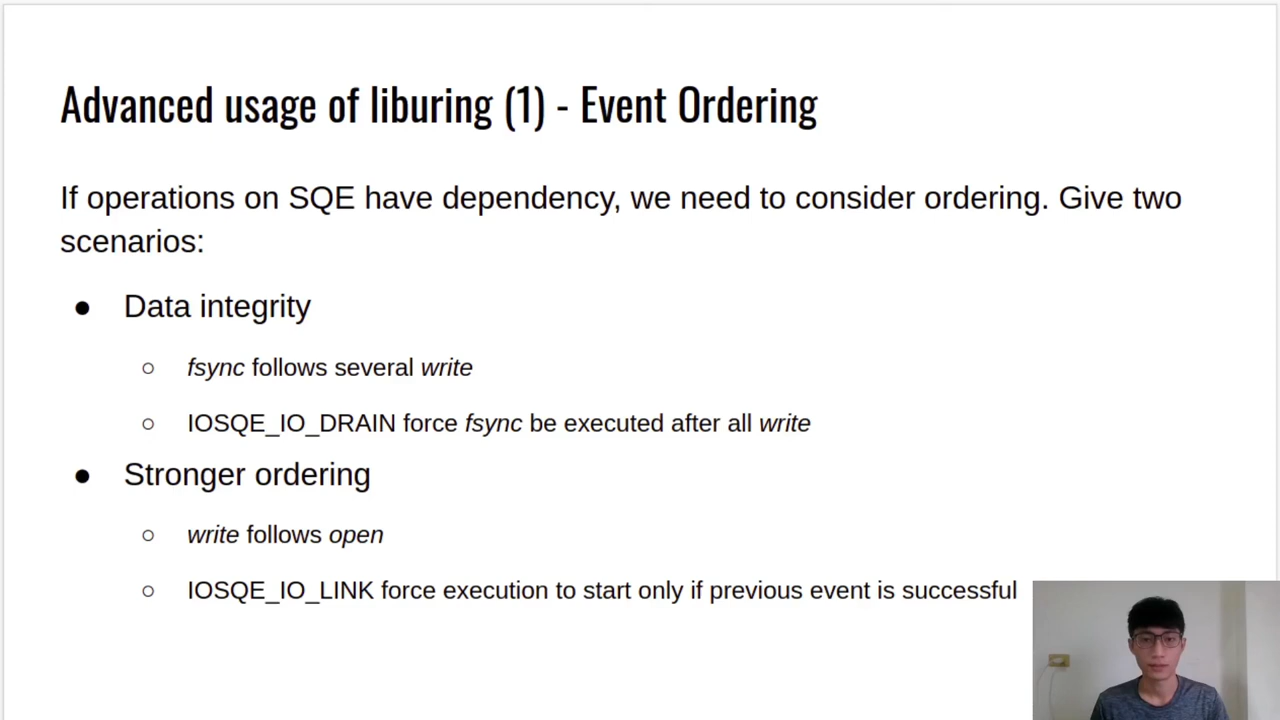 Advanced usage of liburing (1) - Event Ordering
If operations on SQE have dependency, we need to consider ordering. Give two
scenarios:
● Data integrity
○ fsync follows several write
○ IOSQE_IO_DRAIN force fsync be executed after all write
● Stronger ordering
○ write follows open
○ IOSQE_IO_LINK force execution to start only if previous event is successful